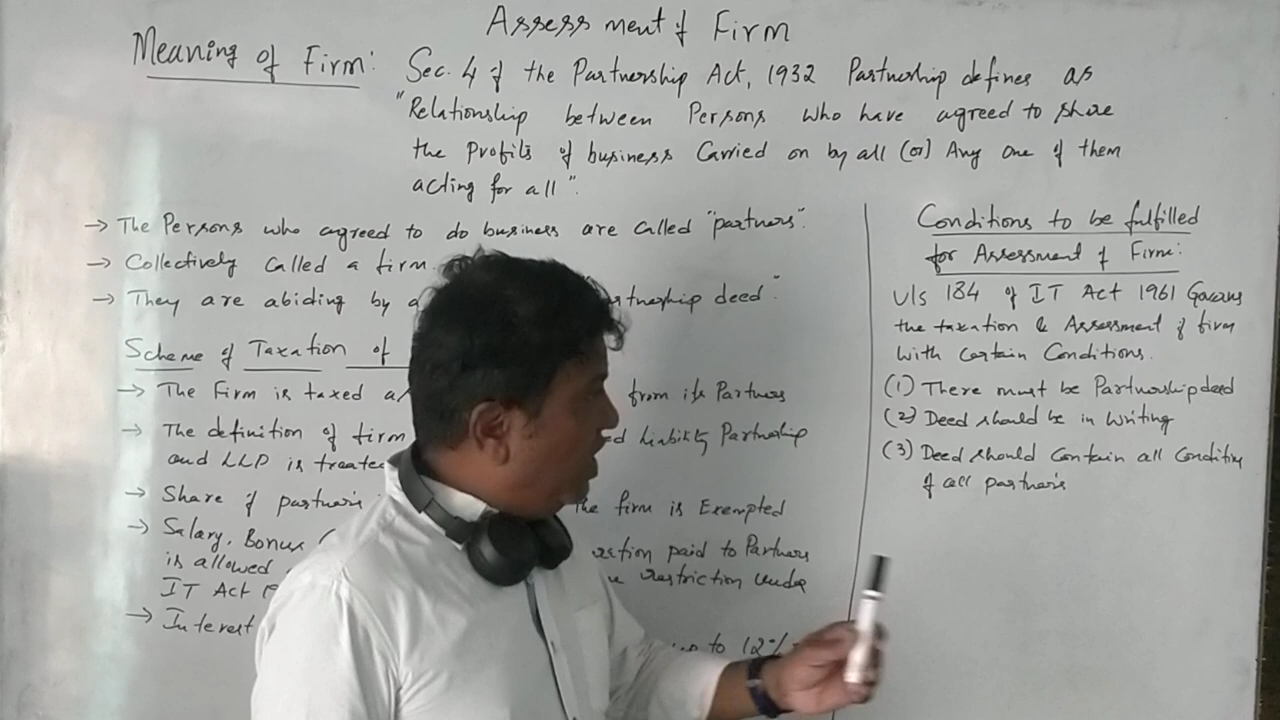 Assessment of Firm
Meaning of Firm:
Sec. 4 of the Partnership Act, 1932 Partnership defines as
"Relationship between Persons who have agreed to share
the Profits of business Carried on by all (or) Any one of them
acting for all".
→ The Persons who agreed to do business are called "partners".
→ Collectively called a firm.
→ They are abiding by a
tnership deed".
Scheme of Taxation of
→ The Firm is taxed as from its Partners
→ The definition of firm ed Liability Partnership
and LLP is treate
→ Share of partner's the firm is Exempted
→ Salary, Bonus ration paid to Partners
is allowed restriction under
IT Act
→ Interest up to 12%
Conditions to be fulfilled
for Assessment of Firm:
U/s 184 of IT Act 1961 Governs
the taxation & Assessment of firm
with certain Conditions.
(1) There must be Partnership deed
(2) Deed should be in writing
(3) Deed should Contain all Condition
of all partners